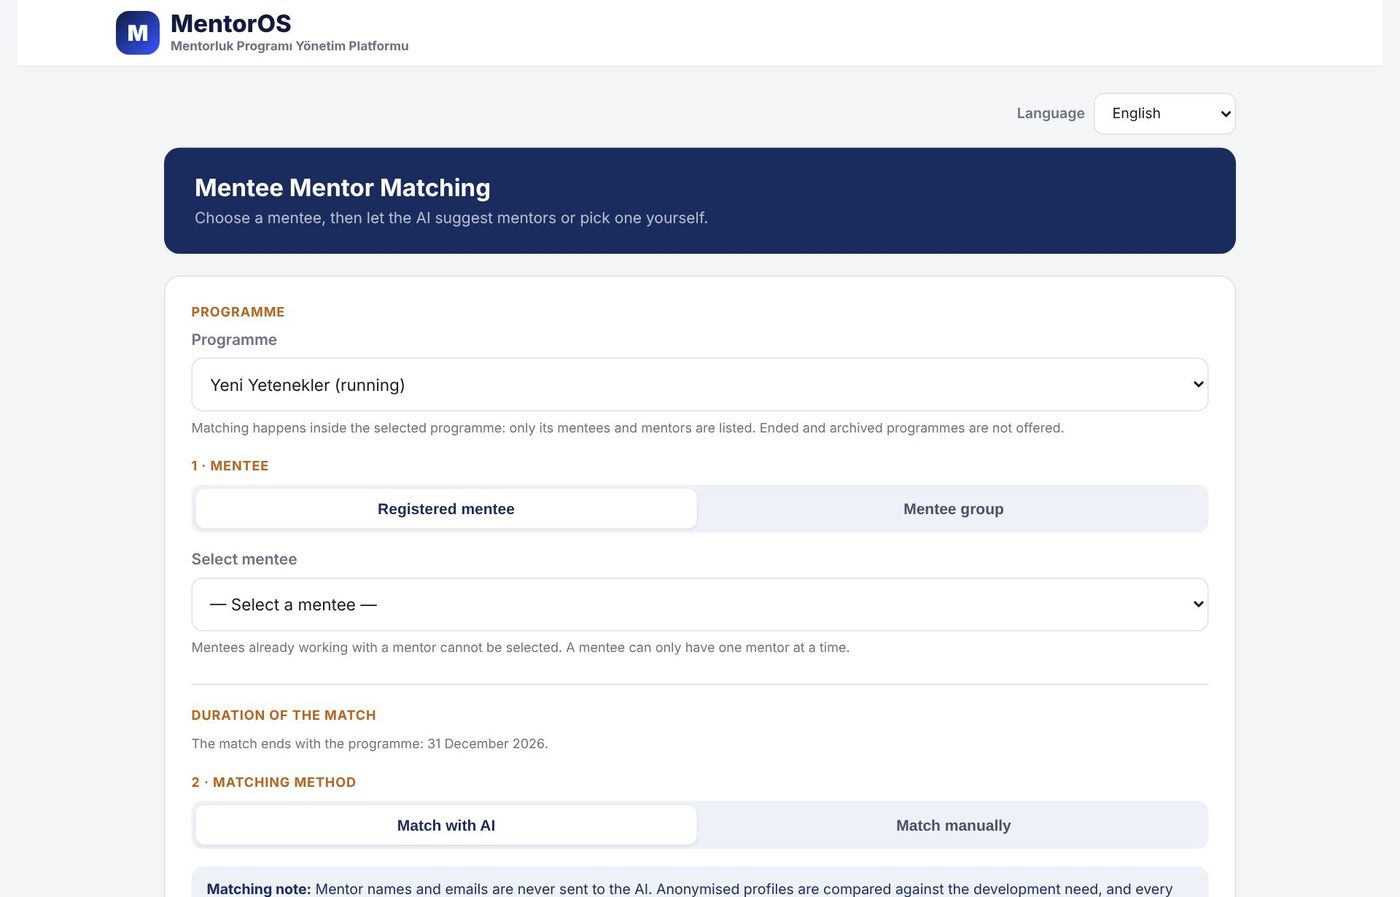 M
MentorOS
Mentorluk Programı Yönetim Platformu
Language
English
Mentee Mentor Matching
Choose a mentee, then let the AI suggest mentors or pick one yourself.
PROGRAMME
Programme
Yeni Yetenekler (running)
Matching happens inside the selected programme: only its mentees and mentors are listed. Ended and archived programmes are not offered.
1 · MENTEE
Registered mentee
Mentee group
Select mentee
— Select a mentee —
Mentees already working with a mentor cannot be selected. A mentee can only have one mentor at a time.
DURATION OF THE MATCH
The match ends with the programme: 31 December 2026.
2 · MATCHING METHOD
Match with AI
Match manually
Matching note: Mentor names and emails are never sent to the AI. Anonymised profiles are compared against the development need, and every